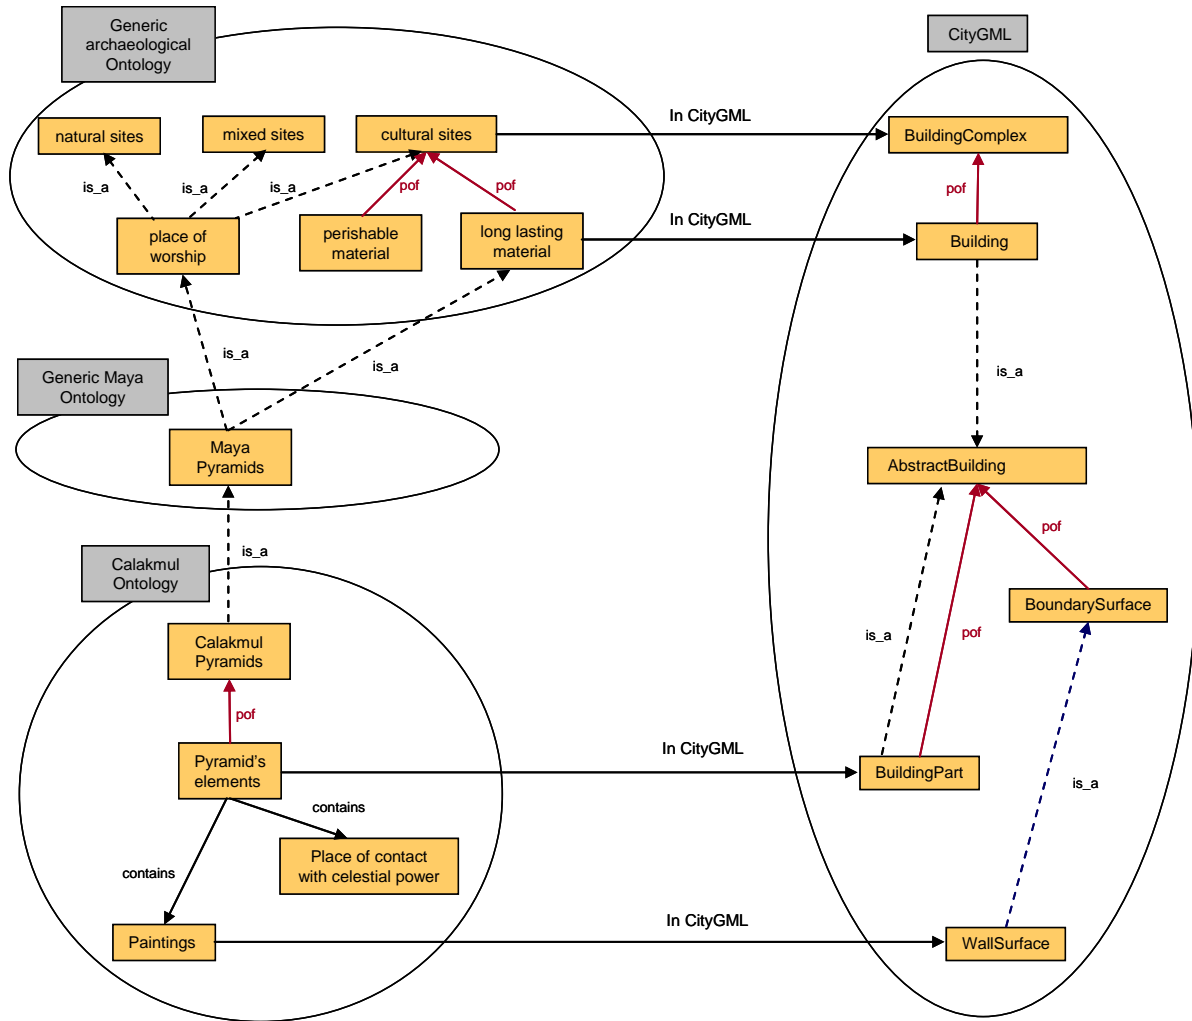 Generic
archaeological
Ontology
CityGML
In CityGML
natural sites
mixed sites
cultural sites
BuildingComplex
is_a
is_a
is_a
pof
pof
pof
In CityGML
place of
worship
perishable
material
long lasting
material
Building
is_a
is_a
is_a
Generic Maya
Ontology
Maya
Pyramids
AbstractBuilding
is_a
pof
Calakmul
Ontology
BoundarySurface
Calakmul
Pyramids
is_a
pof
pof
In CityGML
Pyramid's
elements
BuildingPart
is_a
contains
Place of contact
with celestial power
contains
In CityGML
Paintings
WallSurface